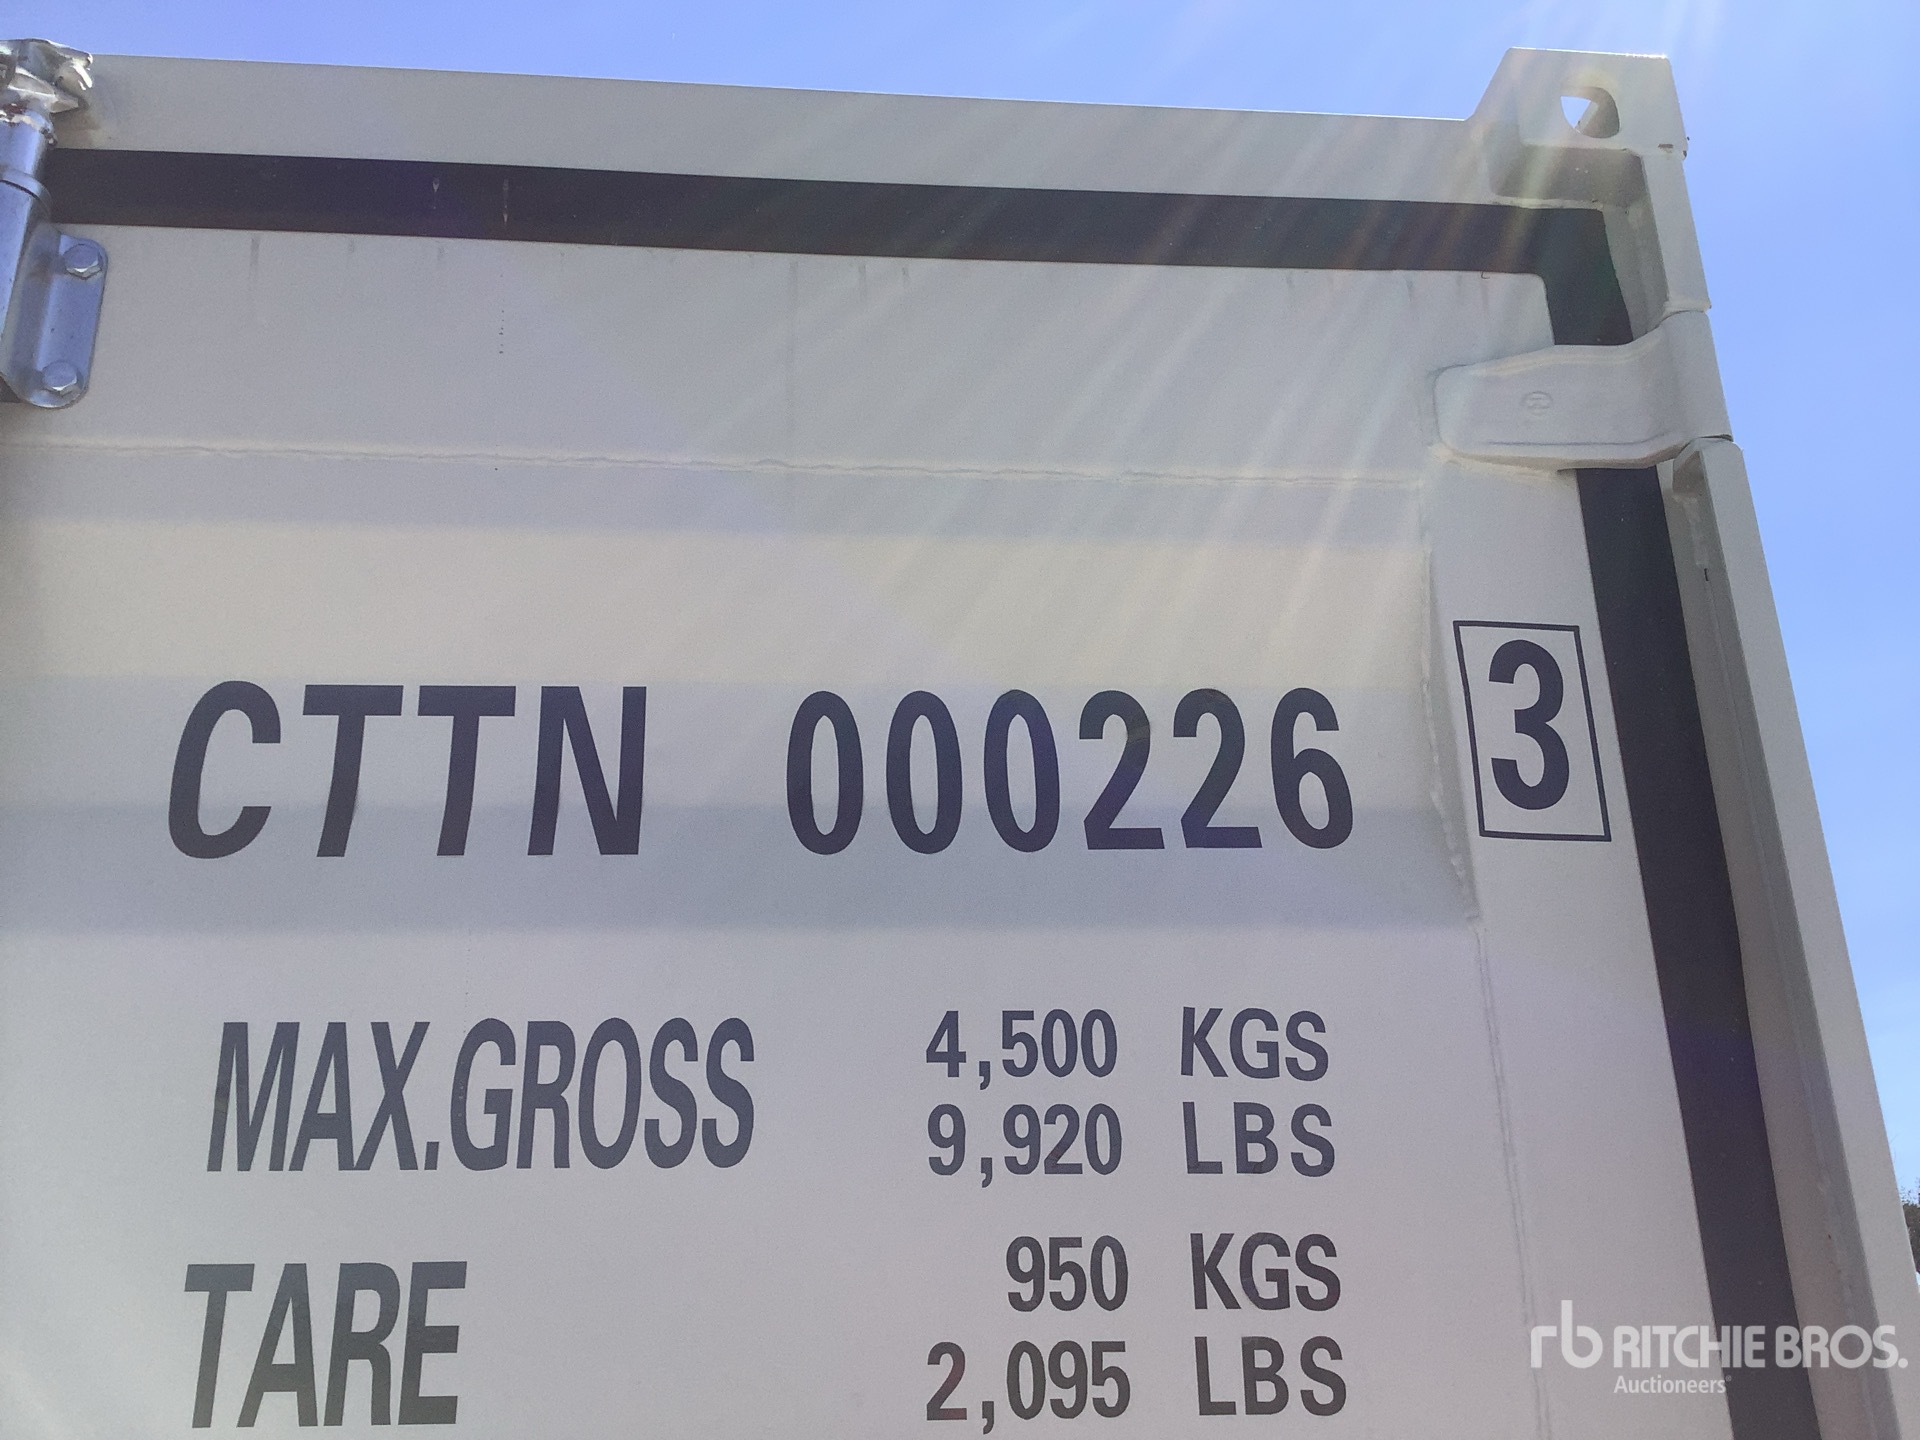 CTTN 000226 3
MAX.GROSS 4,500 KGS
9,920 LBS
TARE 950 KGS
2,095 LBS
rb RITCHIE BROS.
Auctioneers